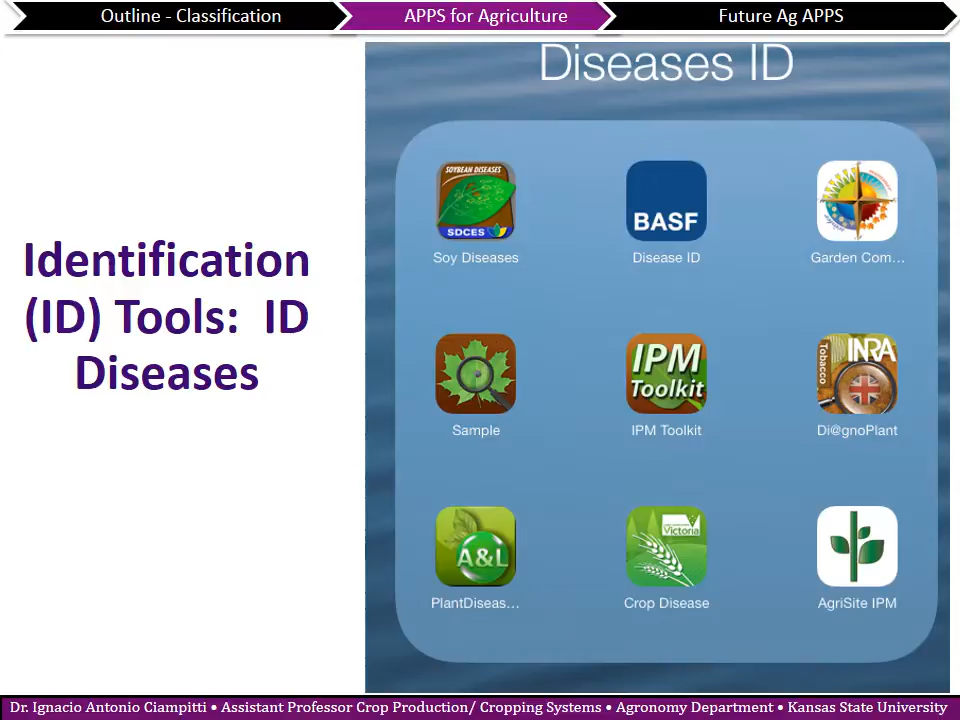 Outline - Classification
APPS for Agriculture
Future Ag APPS
Diseases ID
Identification
(ID) Tools:  ID
Diseases
SOYBEAN DISEASES
SDCES
Soy Diseases
BASF
Disease ID
Garden Com...
Sample
IPM
Toolkit
IPM Toolkit
Tobacco
INRA
Di@gnoPlant
A&L
PlantDiseas...
Victoria
Crop Disease
AgriSite IPM
Dr. Ignacio Antonio Ciampitti • Assistant Professor Crop Production/ Cropping Systems • Agronomy Department • Kansas State University